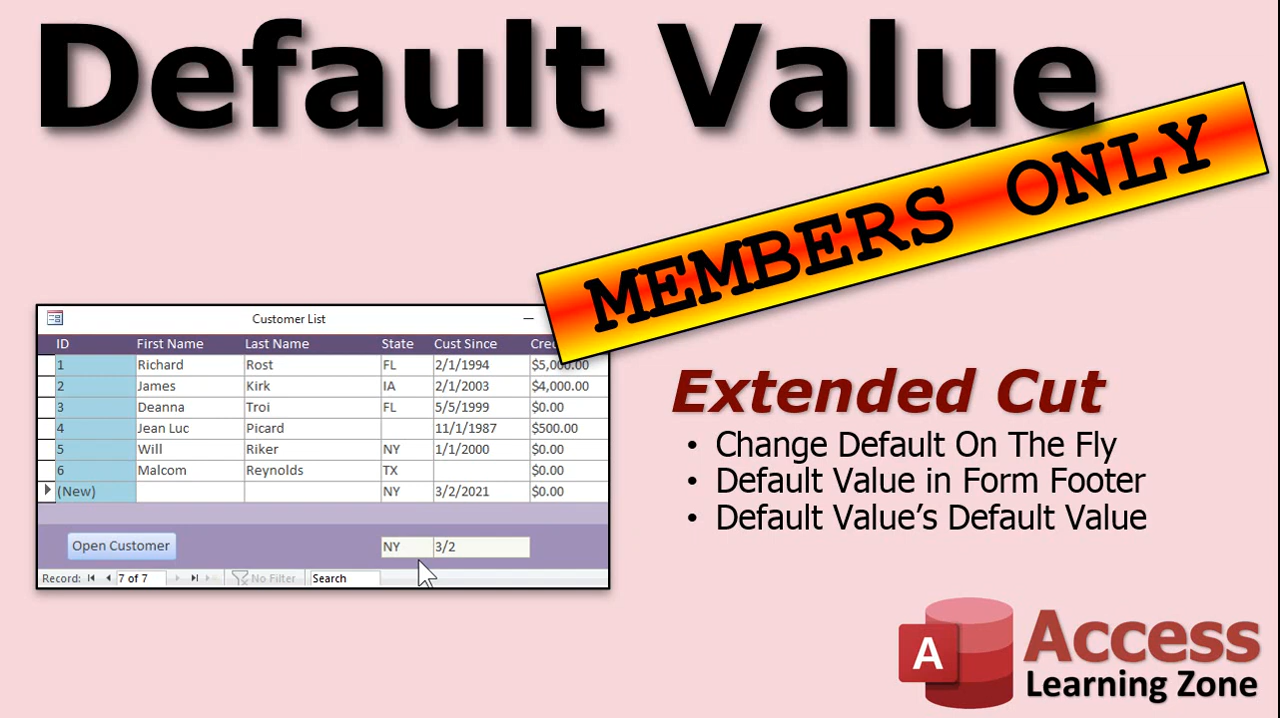 Default Value
MEMBERS ONLY
Customer List
ID First Name Last Name State Cust Since
1 Richard Rost FL 2/1/1994 $5,000.00
2 James Kirk IA 2/1/2003 $4,000.00
3 Deanna Troi FL 5/5/1999 $0.00
4 Jean Luc Picard 11/1/1987 $500.00
5 Will Riker NY 1/1/2000 $0.00
6 Malcom Reynolds TX $0.00
(New) NY 3/2/2021 $0.00
Open Customer NY 3/2
Record: 7 of 7 No Filter Search
Extended Cut
• Change Default On The Fly
• Default Value in Form Footer
• Default Value’s Default Value
A Access
Learning Zone